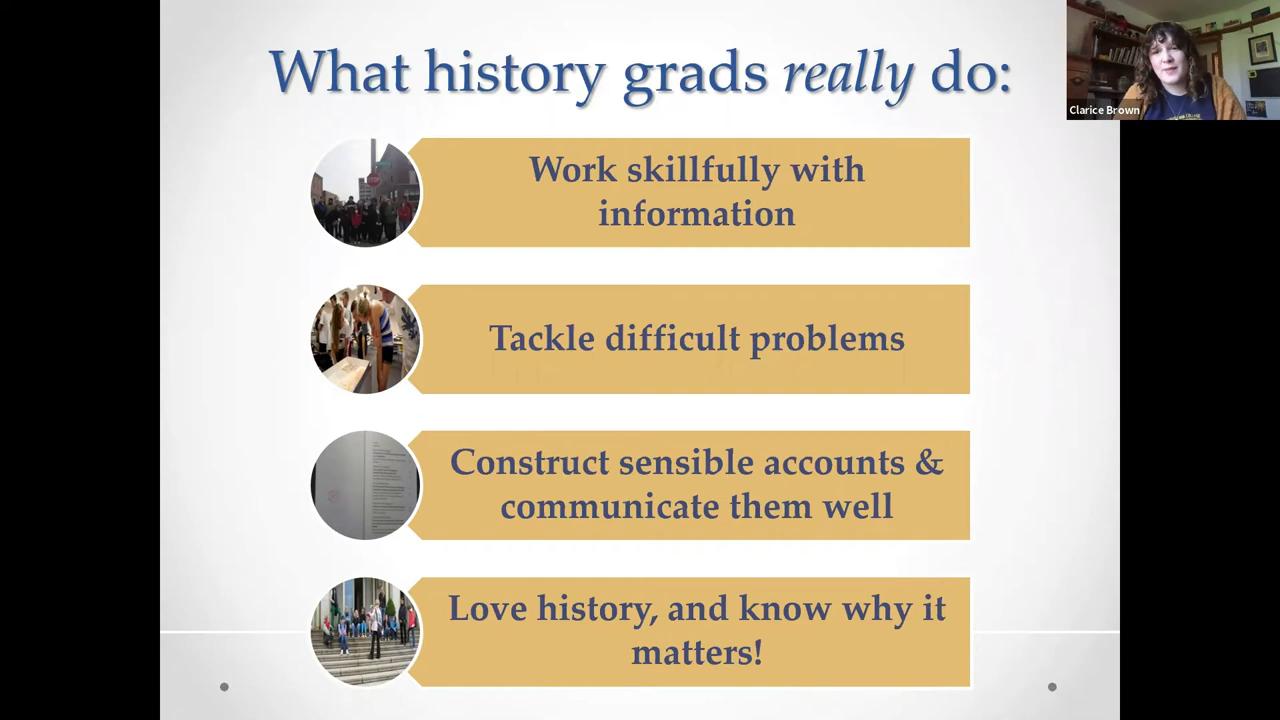 What history grads really do:
Clarice Brown
Work skillfully with
information
Tackle difficult problems
Construct sensible accounts &
communicate them well
Love history, and know why it
matters!